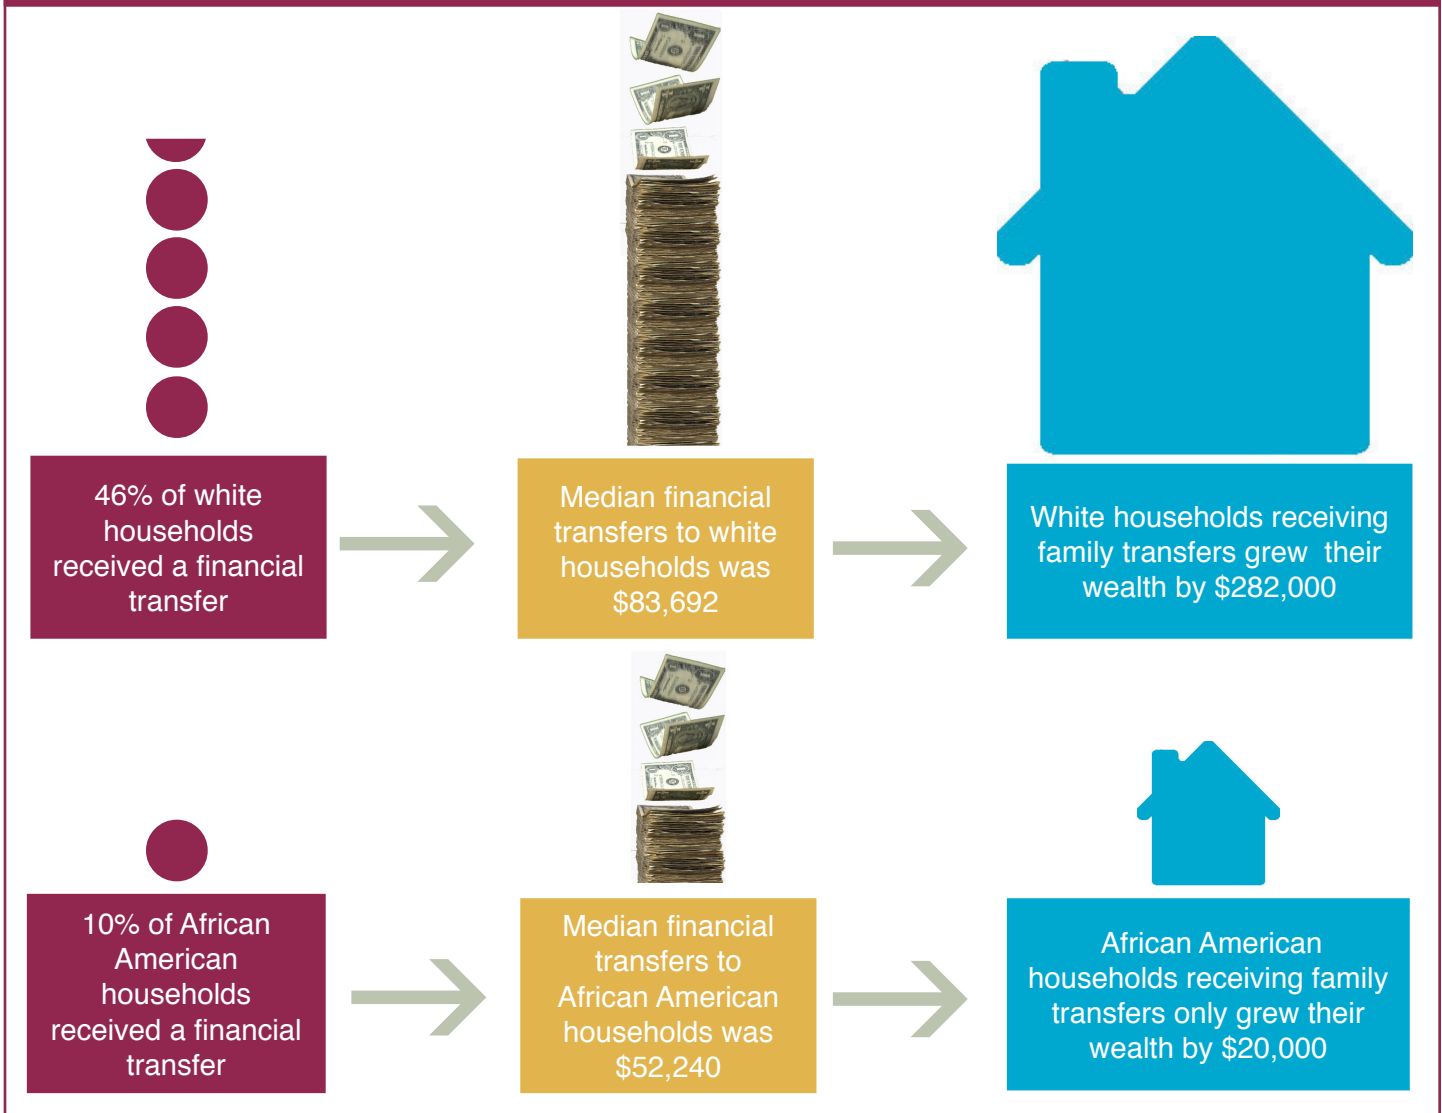 46% of white
households
received a financial
transfer
Median financial
transfers to white
households was
$83,692
White households receiving
family transfers grew their
wealth by $282,000
10% of African
American
households
received a financial
transfer
Median financial
transfers to
African American
households was
$52,240
African American
households receiving family
transfers only grew their
wealth by $20,000